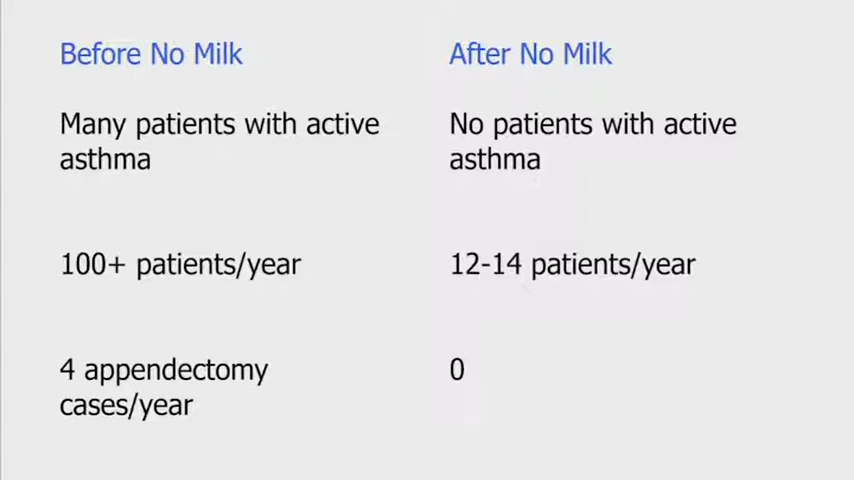 Before No Milk
After No Milk
Many patients with active
asthma
No patients with active
asthma
100+ patients/year
12-14 patients/year
4 appendectomy
cases/year
0